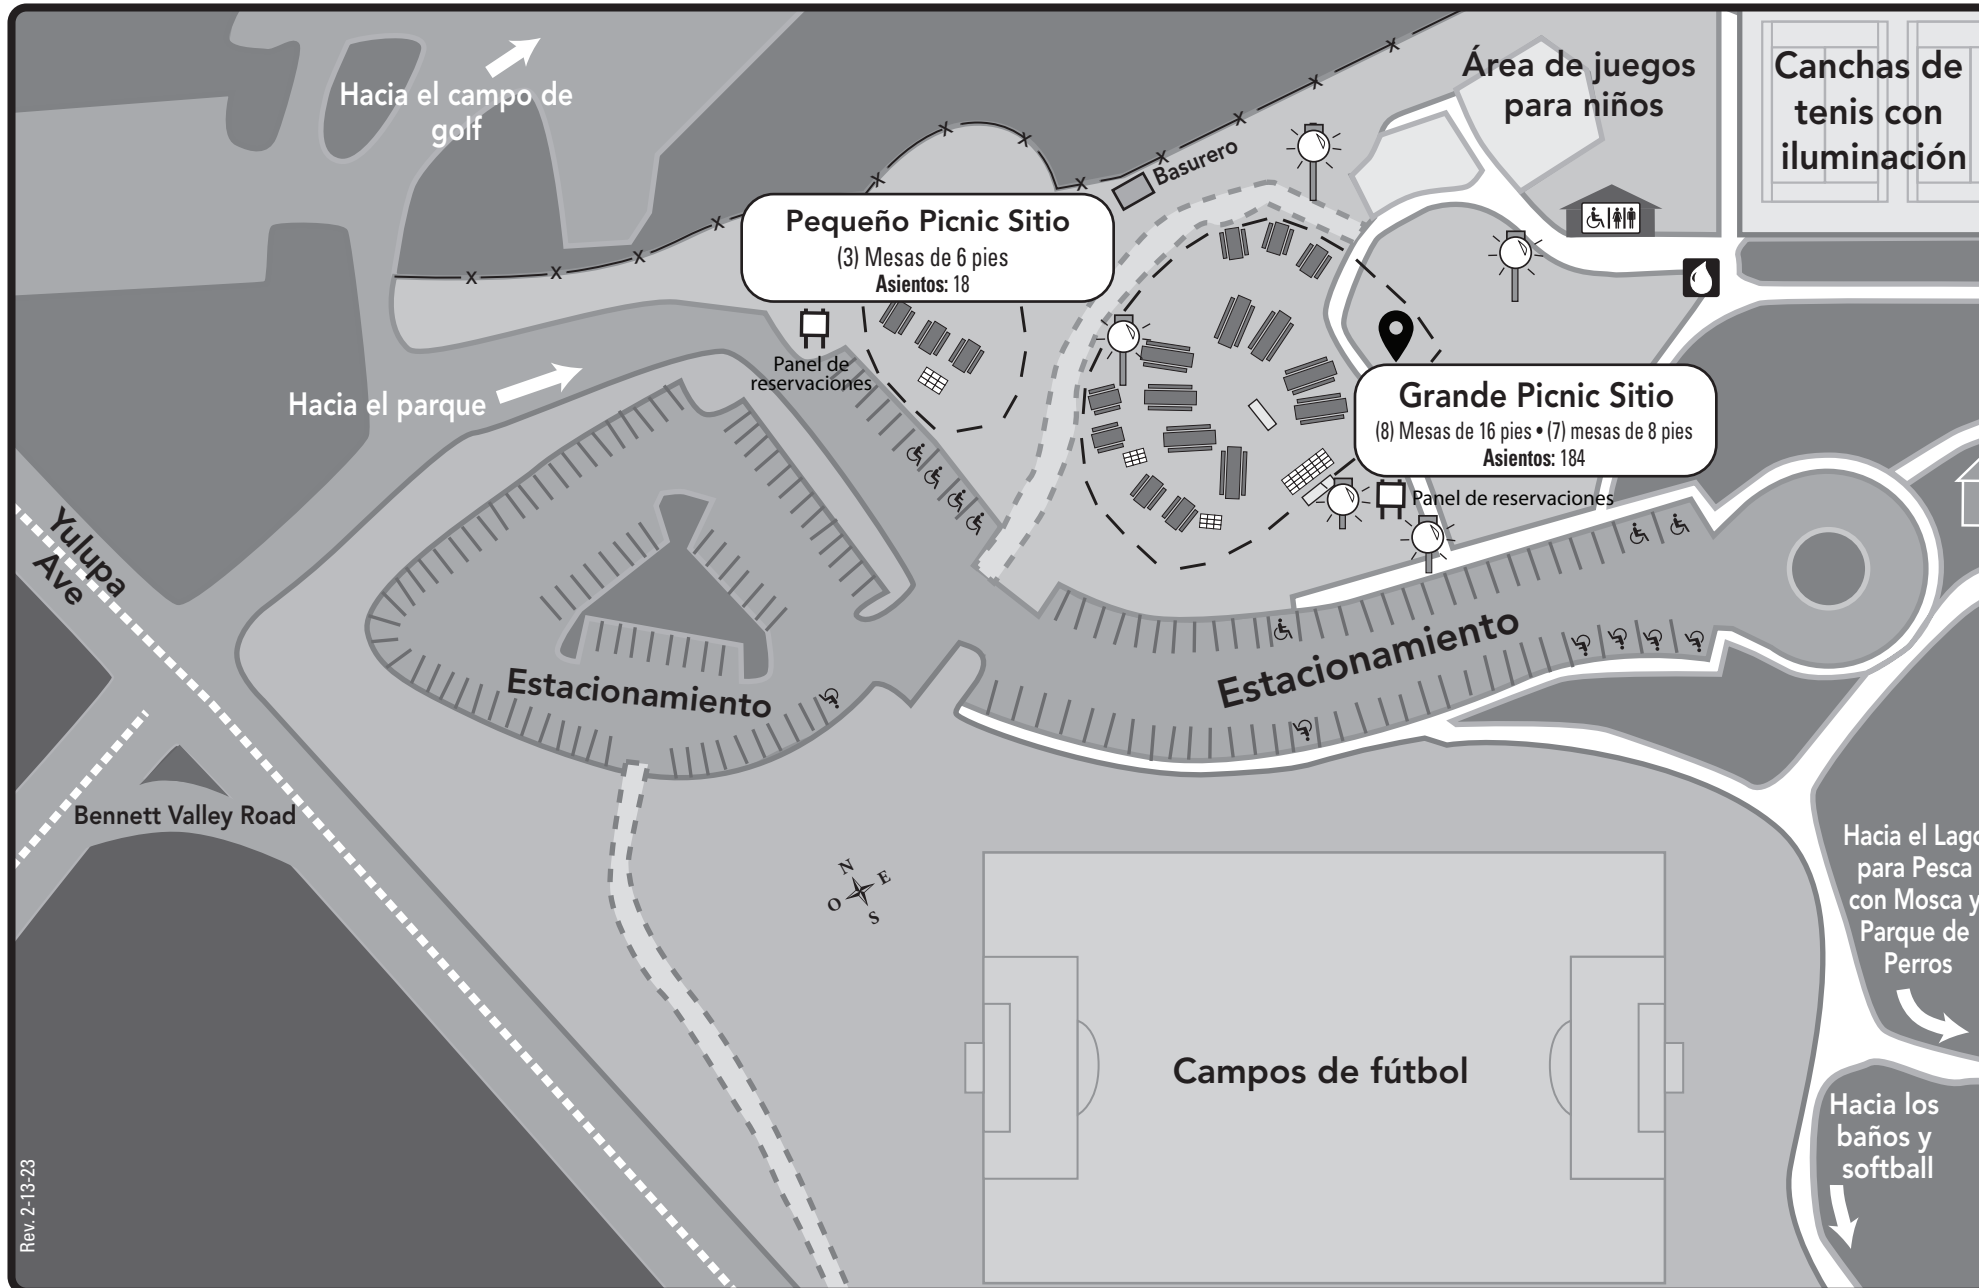 Hacia el campo de
golf
Área de juegos
para niños
Canchas de
tenis con
iluminación
Basurero
Pequeño Picnic Sitio
(3) Mesas de 6 pies
Asientos: 18
Panel de
reservaciones
Hacia el parque
Grande Picnic Sitio
(8) Mesas de 16 pies • (7) mesas de 8 pies
Asientos: 184
Panel de reservaciones
Yulupa
Ave
Estacionamiento
Estacionamiento
Bennett Valley Road
N
E
O
S
Hacia el Lago
para Pesca
con Mosca y
Parque de
Perros
Campos de fútbol
Hacia los
baños y
softball
Rev. 2-13-23